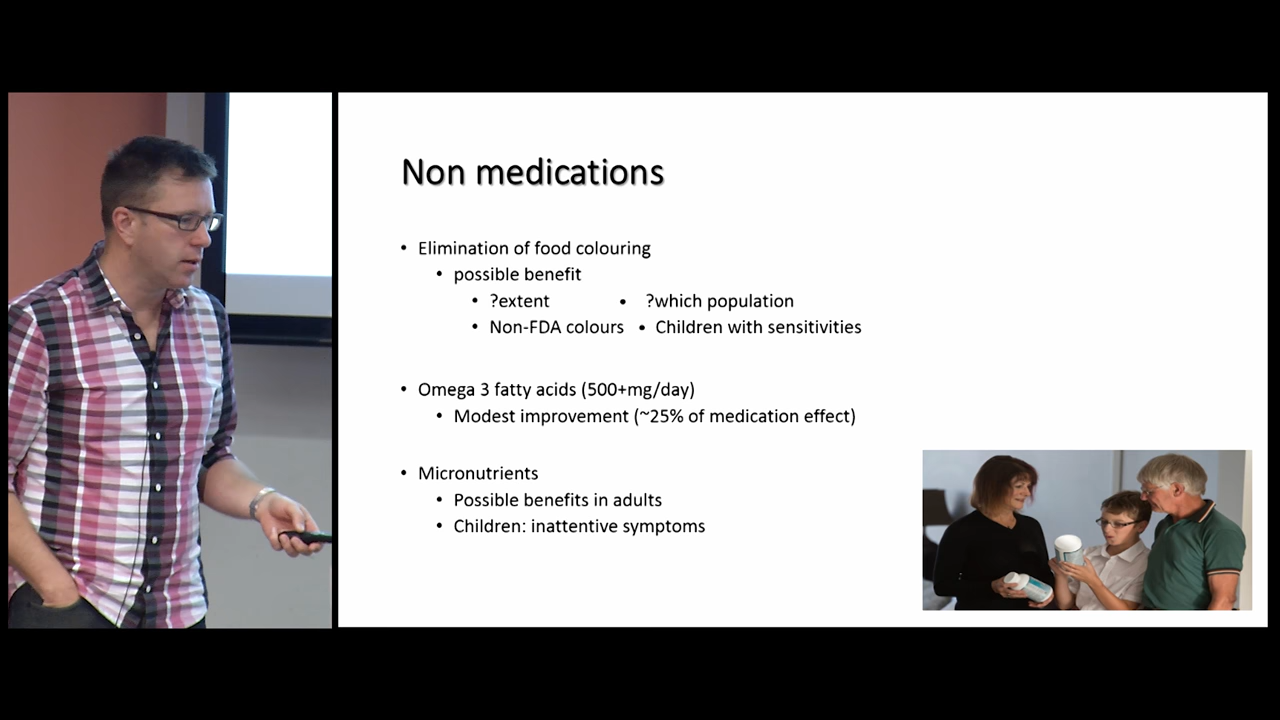 Non medications
• Elimination of food colouring
• possible benefit
• ?extent • ?which population
• Non-FDA colours • Children with sensitivities
• Omega 3 fatty acids (500+mg/day)
• Modest improvement (~25% of medication effect)
• Micronutrients
• Possible benefits in adults
• Children: inattentive symptoms